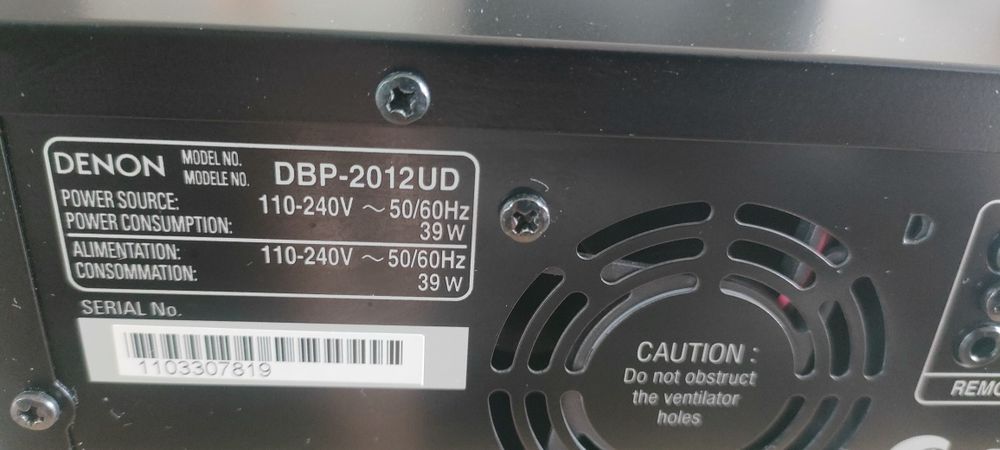 DENON MODEL NO. DBP-2012UD
MODELE NO.
POWER SOURCE: 110-240V ~ 50/60Hz
POWER CONSUMPTION: 39 W
ALIMENTATION: 110-240V ~ 50/60Hz
CONSOMMATION: 39 W
SERIAL No.
1103307819
CAUTION :
Do not obstruct
the ventilator
holes